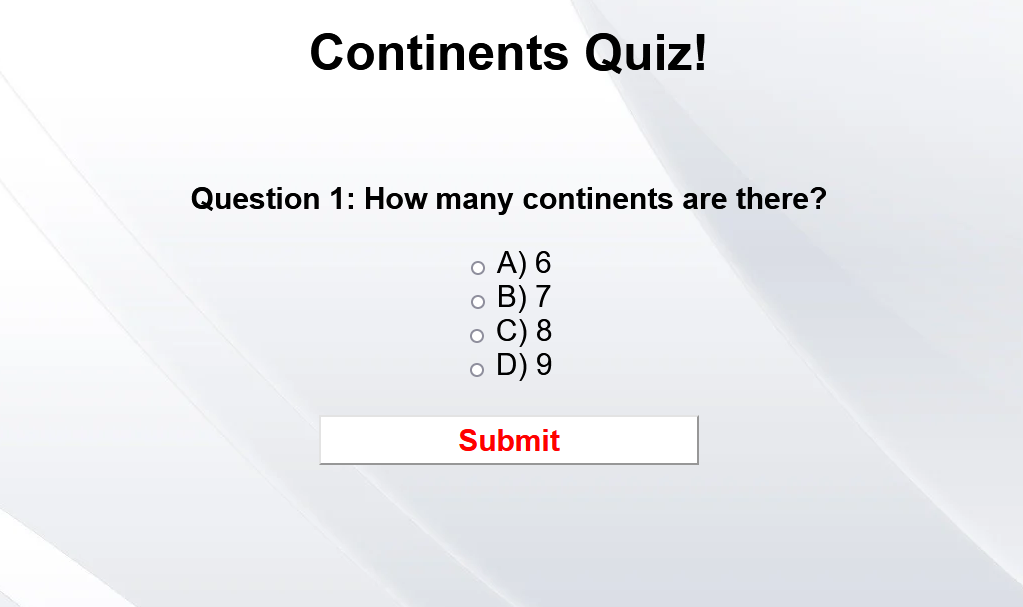 Continents Quiz!
Question 1: How many continents are there?
A) 6
B) 7
C) 8
D) 9
Submit